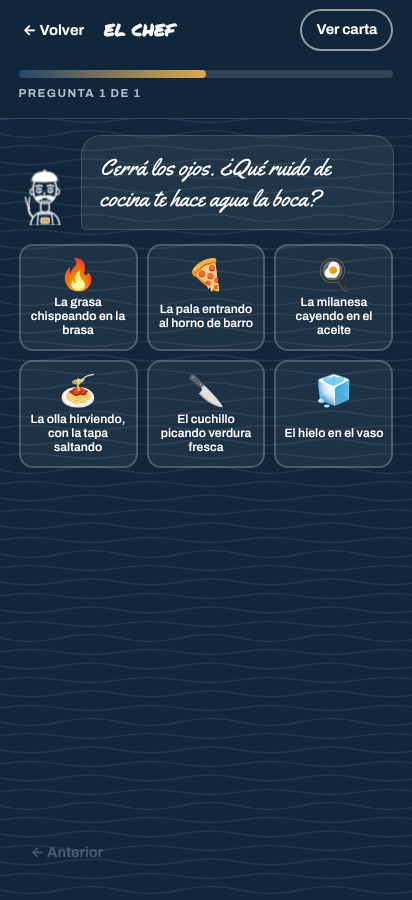 ← Volver
EL CHEF
Ver carta
PREGUNTA 1 DE 1
Cerrá los ojos. ¿Qué ruido de
cocina te hace agua la boca?
La grasa
chispeando en la
brasa
La pala entrando
al horno de barro
La milanesa
cayendo en el
aceite
La olla hirviendo,
con la tapa
saltando
El cuchillo
picando verdura
fresca
El hielo en el vaso
← Anterior